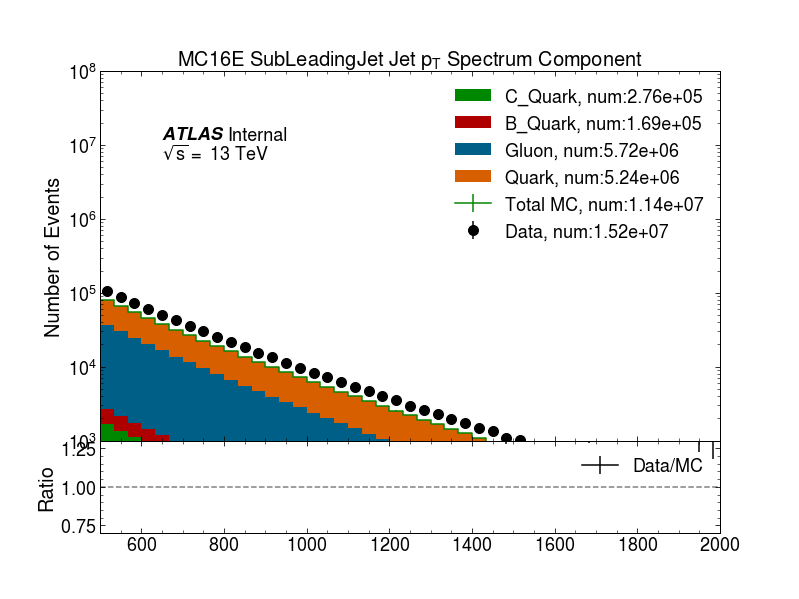 MC16E SubLeadingJet Jet pT Spectrum Component
10^8
10^7
10^6
10^5
10^4
10^3
Number of Events
ATLAS Internal
√s = 13 TeV
C_Quark, num:2.76e+05
B_Quark, num:1.69e+05
Gluon, num:5.72e+06
Quark, num:5.24e+06
Total MC, num:1.14e+07
Data, num:1.52e+07
1.25
1.00
0.75
Ratio
Data/MC
600 800 1000 1200 1400 1600 1800 2000